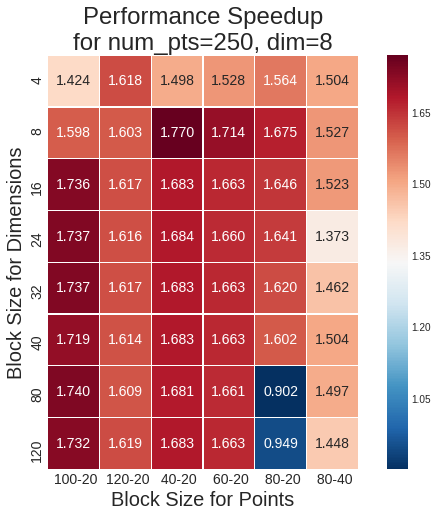 Performance Speedup
for num_pts=250, dim=8
Block Size for Dimensions
4 1.424 1.618 1.498 1.528 1.564 1.504
8 1.598 1.603 1.770 1.714 1.675 1.527
16 1.736 1.617 1.683 1.663 1.646 1.523
24 1.737 1.616 1.684 1.660 1.641 1.373
32 1.737 1.617 1.683 1.663 1.620 1.462
40 1.719 1.614 1.683 1.663 1.602 1.504
80 1.740 1.609 1.681 1.661 0.902 1.497
120 1.732 1.619 1.683 1.663 0.949 1.448
100-20 120-20 40-20 60-20 80-20 80-40
Block Size for Points
1.65
1.50
1.35
1.20
1.05